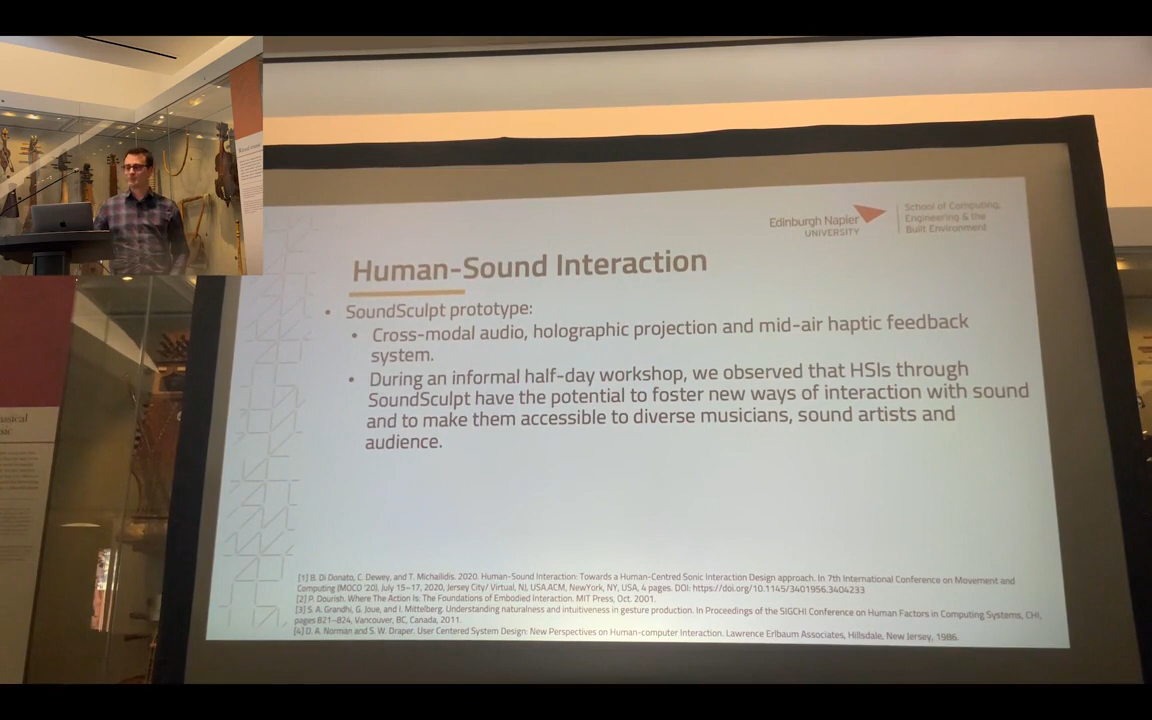 Edinburgh Napier
UNIVERSITY
School of Computing,
Engineering & the
Built Environment
Human-Sound Interaction
• SoundSculpt prototype:
• Cross-modal audio, holographic projection and mid-air haptic feedback
system.
• During an informal half-day workshop, we observed that HSIs through
SoundSculpt have the potential to foster new ways of interaction with sound
and to make them accessible to diverse musicians, sound artists and
audience.
[1] B. Di Donato, C. Dewey, and T. Michailidis. 2020. Human-Sound Interaction: Towards a Human-Centred Sonic Interaction Design approach. In 7th International Conference on Movement and
Computing (MOCO '20), July 15–17, 2020, Jersey City/ Virtual, NJ, USA.ACM, NewYork, NY, USA, 4 pages. DOI: https://doi.org/10.1145/3401956.3404233
[2] P. Dourish. Where The Action Is: The Foundations of Embodied Interaction. MIT Press, Oct. 2001.
[3] S. A. Grandhi, G. Joue, and I. Mittelberg. Understanding naturalness and intuitiveness in gesture production. In Proceedings of the SIGCHI Conference on Human Factors in Computing Systems, CHI,
pages 821–824, Vancouver, BC, Canada, 2011.
[4] D. A. Norman and S. W. Draper. User Centered System Design: New Perspectives on Human-computer Interaction. Lawrence Erlbaum Associates, Hillsdale, New Jersey, 1986.